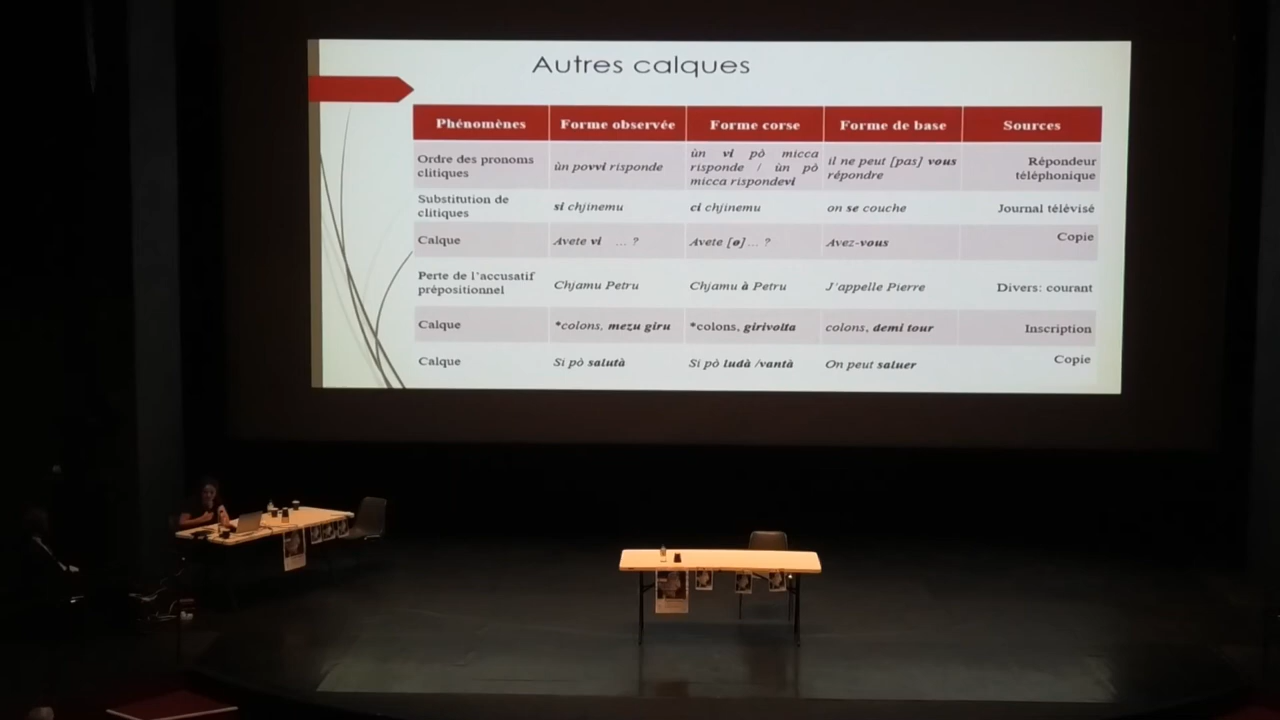 Autres calques
Phénomènes Forme observée Forme corse Forme de base Sources
Ordre des pronoms clitiques ùn povvi risponde ùn vi pò micca risponde / ùn pò micca rispondevi il ne peut [pas] vous répondre Répondeur téléphonique
Substitution de clitiques si chjinemu ci chjinemu on se couche Journal télévisé
Calque Avete vi ... ? Avete [ø] ... ? Avez-vous Copie
Perte de l'accusatif prépositionnel Chjamu Petru Chjamu à Petru J'appelle Pierre Divers: courant
Calque *colons, mezu giru *colons, girivolta colons, demi tour Inscription
Calque Si pò salutà Si pò ludà /vantà On peut saluer Copie